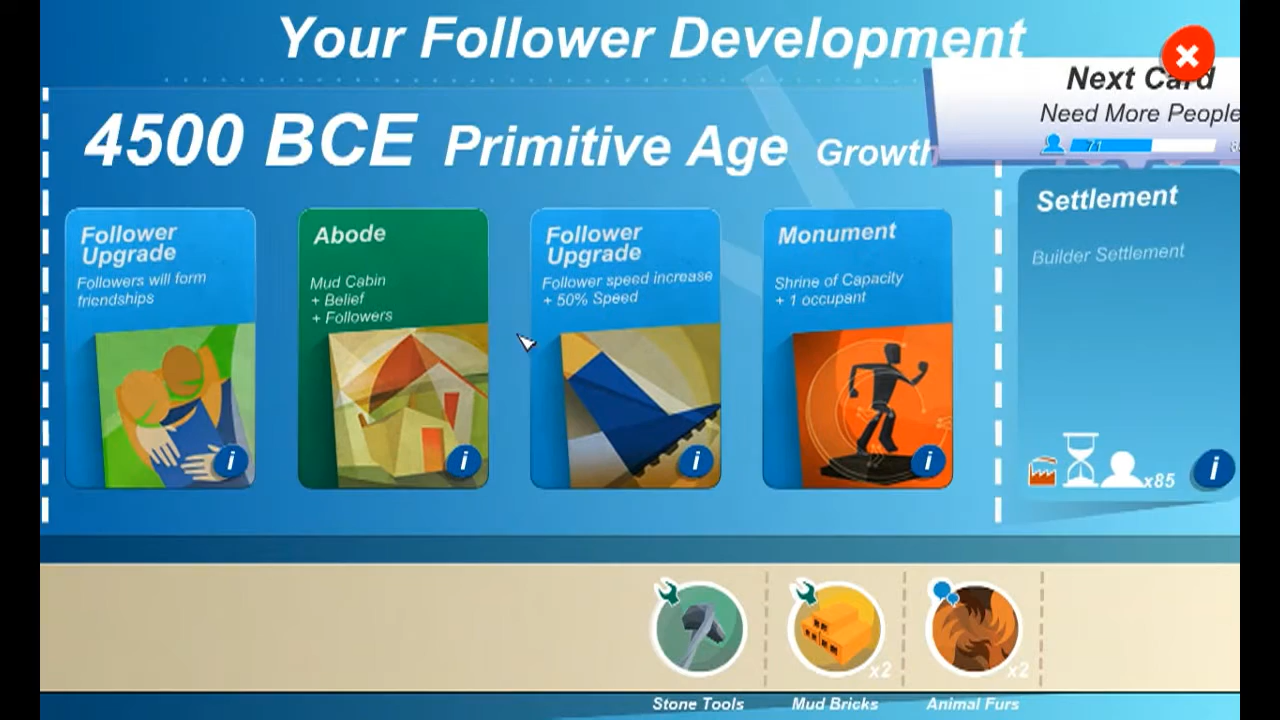 Your Follower Development
Next Card
Need More People
71
4500 BCE Primitive Age Growth
Follower
Upgrade
Followers will form
friendships
Abode
Mud Cabin
+ Belief
+ Followers
Follower
Upgrade
Follower speed increase
+ 50% Speed
Monument
Shrine of Capacity
+ 1 occupant
Settlement
Builder Settlement
i
i
i
i
x85
i
x2
x2
Stone Tools
Mud Bricks
Animal Furs